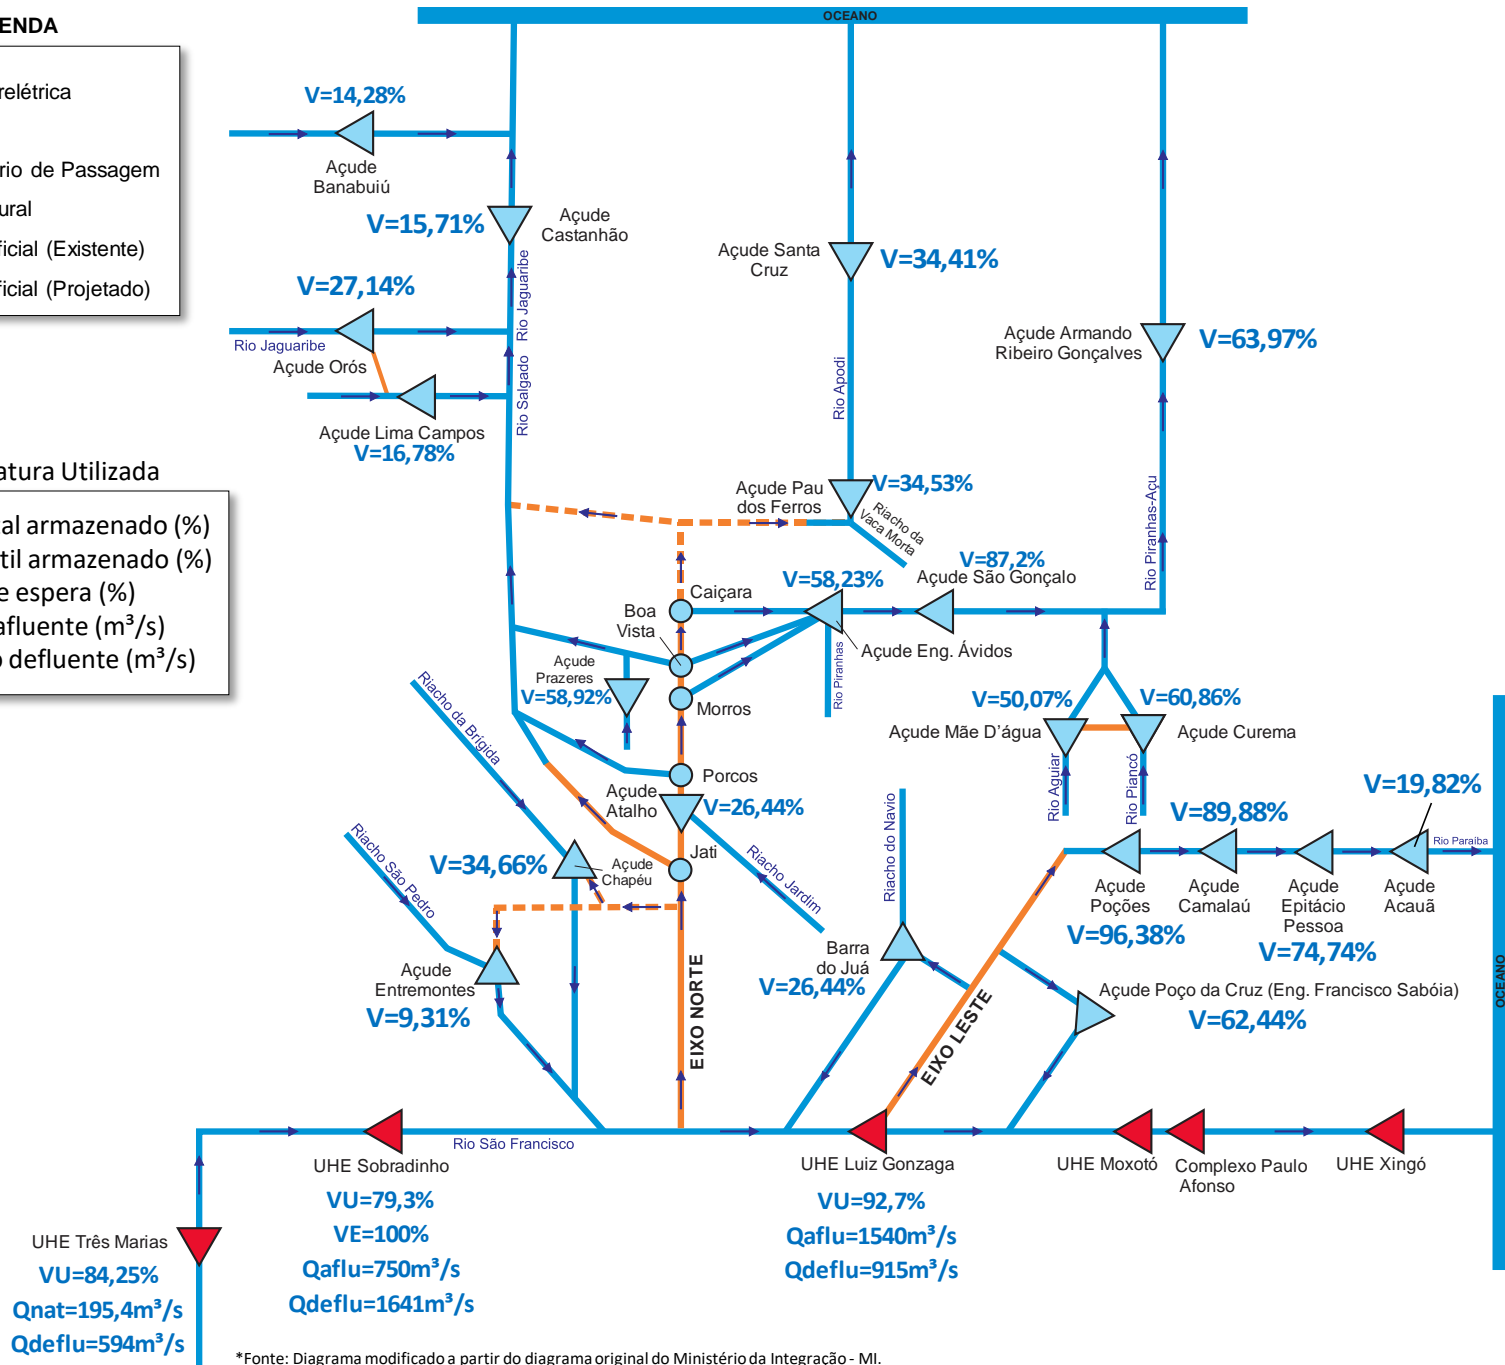 OCEANO
ENDA
relétrica
rio de Passagem
ural
ficial (Existente)
ficial (Projetado)
V=14,28%
Açude
Banabuiú
V=15,71%
Açude
Castanhão
V=27,14%
Rio Jaguaribe
Açude Orós
Rio Jaguaribe
Rio Salgado
Açude Lima Campos
V=16,78%
Açude Santa
Cruz
V=34,41%
Rio Apodi
Açude Armando
Ribeiro Gonçalves
V=63,97%
Rio Piranhas-Açu
atura Utilizada
tal armazenado (%)
til armazenado (%)
e espera (%)
afluente (m³/s)
o defluente (m³/s)
Açude Pau
dos Ferros
V=34,53%
Riacho da
Vaca Morta
V=87,2%
Açude São Gonçalo
V=58,23%
Açude Eng. Ávidos
Rio Piranhas
Caiçara
Boa
Vista
Morros
Açude
Prazeres
V=58,92%
Porcos
Açude
Atalho
V=26,44%
Jati
Riacho Jardim
Riacho da Brígida
Riacho São Pedro
V=34,66%
Açude
Chapéu
Açude
Entremontes
V=9,31%
EIXO NORTE
V=50,07%
Açude Mãe D'água
V=60,86%
Açude Curema
Rio Aguiar
Rio Piancó
Riacho do Navio
Barra
do Juá
V=26,44%
EIXO LESTE
V=19,82%
V=89,88%
Rio Paraíba
Açude
Poções
V=96,38%
Açude
Camalaú
Açude
Epitácio
Pessoa
V=74,74%
Açude
Acauã
Açude Poço da Cruz (Eng. Francisco Sabóia)
V=62,44%
OCEANO
Rio São Francisco
UHE Sobradinho
VU=79,3%
VE=100%
Qaflu=750m³/s
Qdeflu=1641m³/s
UHE Luiz Gonzaga
VU=92,7%
Qaflu=1540m³/s
Qdeflu=915m³/s
UHE Moxotó
Complexo Paulo
Afonso
UHE Xingó
UHE Três Marias
VU=84,25%
Qnat=195,4m³/s
Qdeflu=594m³/s
*Fonte: Diagrama modificado a partir do diagrama original do Ministério da Integração - MI.